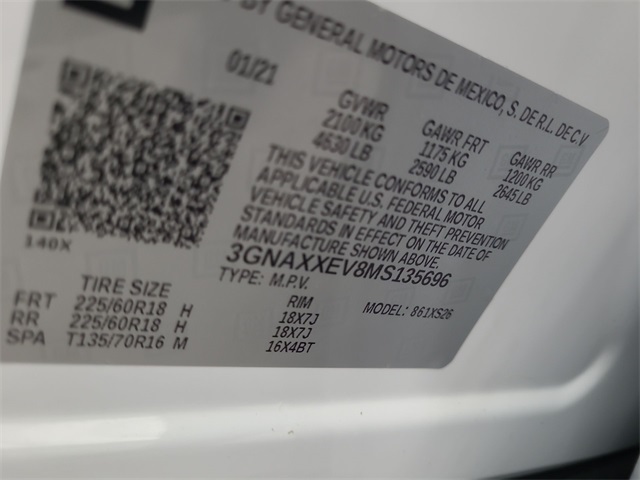 BY GENERAL MOTORS DE MEXICO, S. DE R.L. DE C.V
01/21
GVWR GAWR FRT GAWR RR
2100 KG 1175 KG 1200 KG
4630 LB 2590 LB 2645 LB
THIS VEHICLE CONFORMS TO ALL
APPLICABLE U.S. FEDERAL MOTOR
VEHICLE SAFETY AND THEFT PREVENTION
STANDARDS IN EFFECT ON THE DATE OF
MANUFACTURE SHOWN ABOVE.
140X
3GNAXXEV8MS135696
TYPE: M.P.V. MODEL: 861XS26
TIRE SIZE RIM
FRT 225/60R18 H 18X7J
RR 225/60R18 H 18X7J
SPA T135/70R16 M 16X4BT